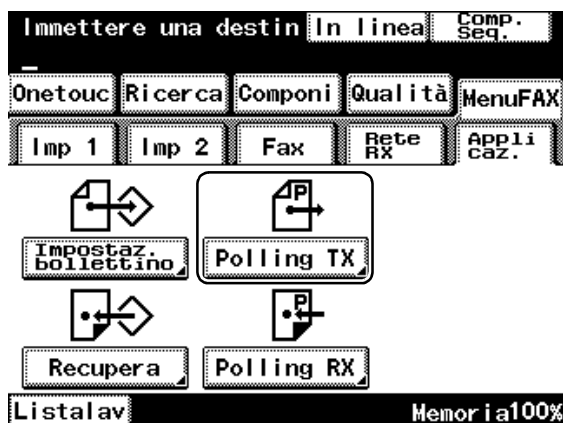 Immettere una destin In linea Comp. Seq.
Onetouc Ricerca Componi Qualità MenuFAX
Imp 1 Imp 2 Fax Rete RX Appli caz.
P
Impostaz. bollettino Polling TX
P
Recupera Polling RX
Listalav Memoria100%